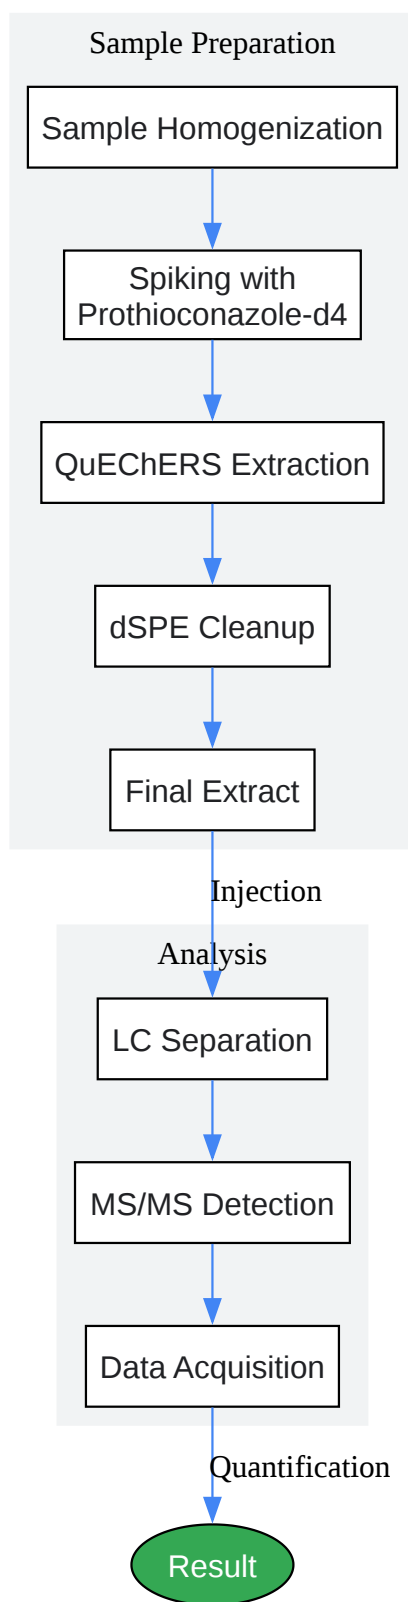 Sample Preparation
Sample Homogenization
Spiking with
Prothioconazole-d4
QuEChERS Extraction
dSPE Cleanup
Final Extract
Injection
Analysis
LC Separation
MS/MS Detection
Data Acquisition
Quantification
Result